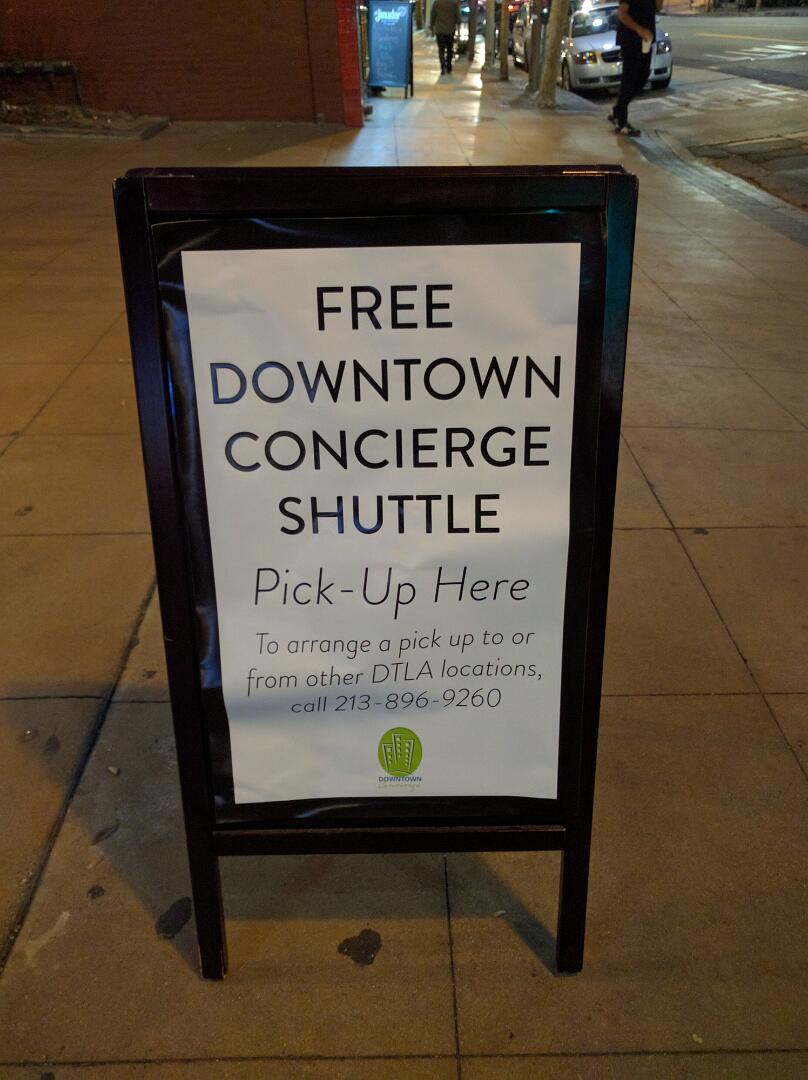 FREE
DOWNTOWN
CONCIERGE
SHUTTLE
Pick-Up Here
To arrange a pick up to or
from other DTLA locations,
call 213-896-9260
DOWNTOWN
Concierge